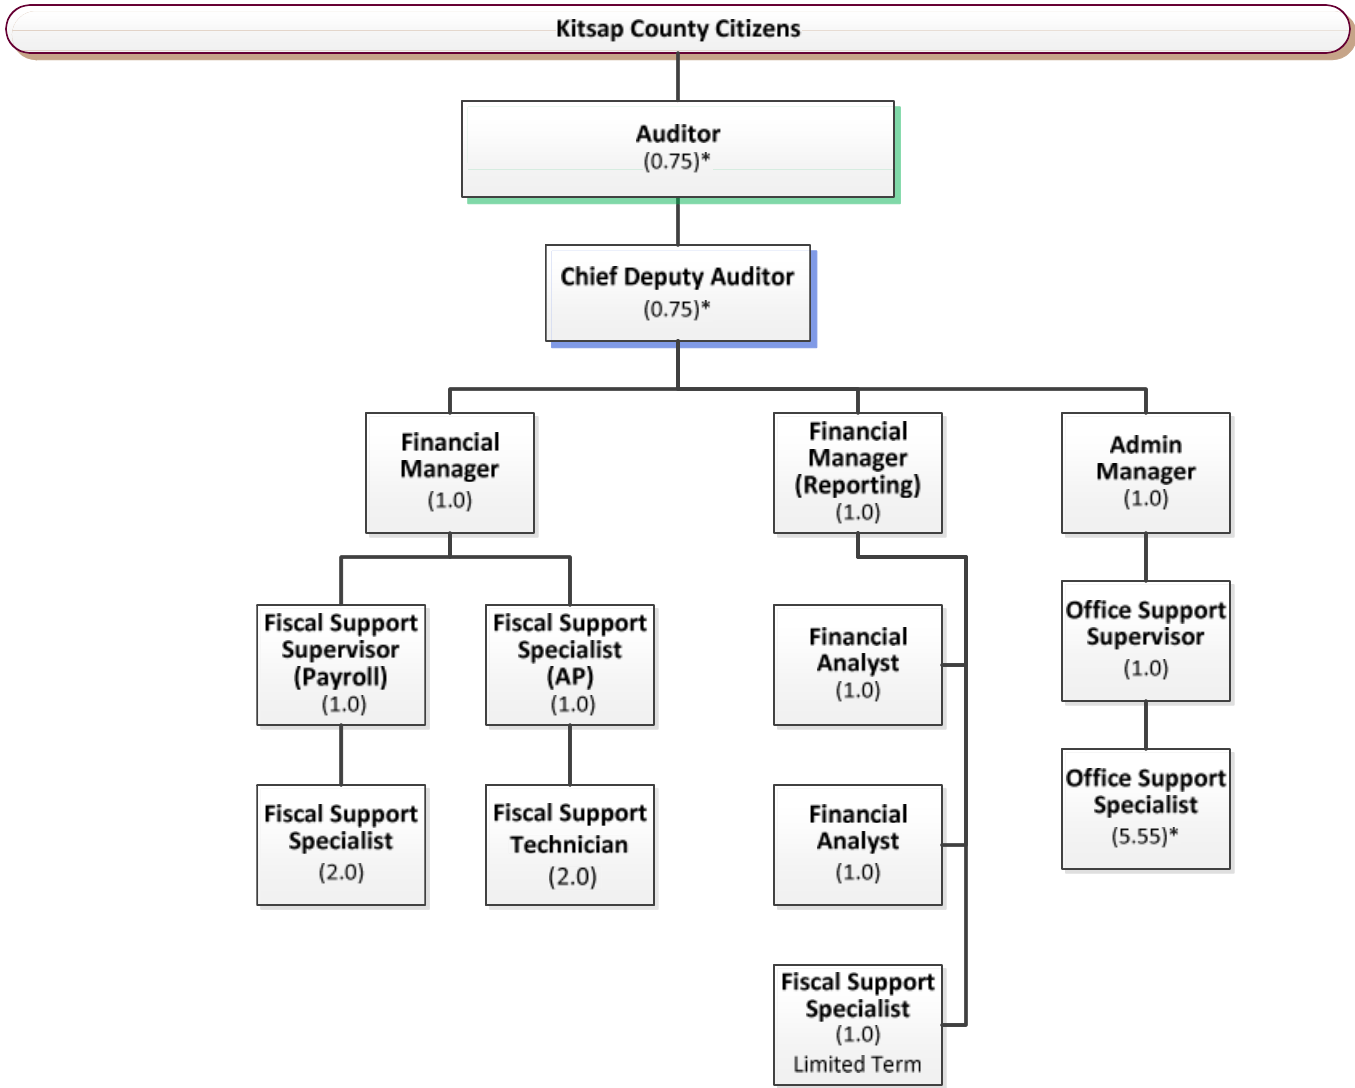 Kitsap County Citizens
Auditor
(0.75)*
Chief Deputy Auditor
(0.75)*
Financial
Manager
(1.0)
Financial
Manager
(Reporting)
(1.0)
Admin
Manager
(1.0)
Fiscal Support
Supervisor
(Payroll)
(1.0)
Fiscal Support
Specialist
(AP)
(1.0)
Financial
Analyst
(1.0)
Office Support
Supervisor
(1.0)
Fiscal Support
Specialist
(2.0)
Fiscal Support
Technician
(2.0)
Financial
Analyst
(1.0)
Office Support
Specialist
(5.55)*
Fiscal Support
Specialist
(1.0)
Limited Term